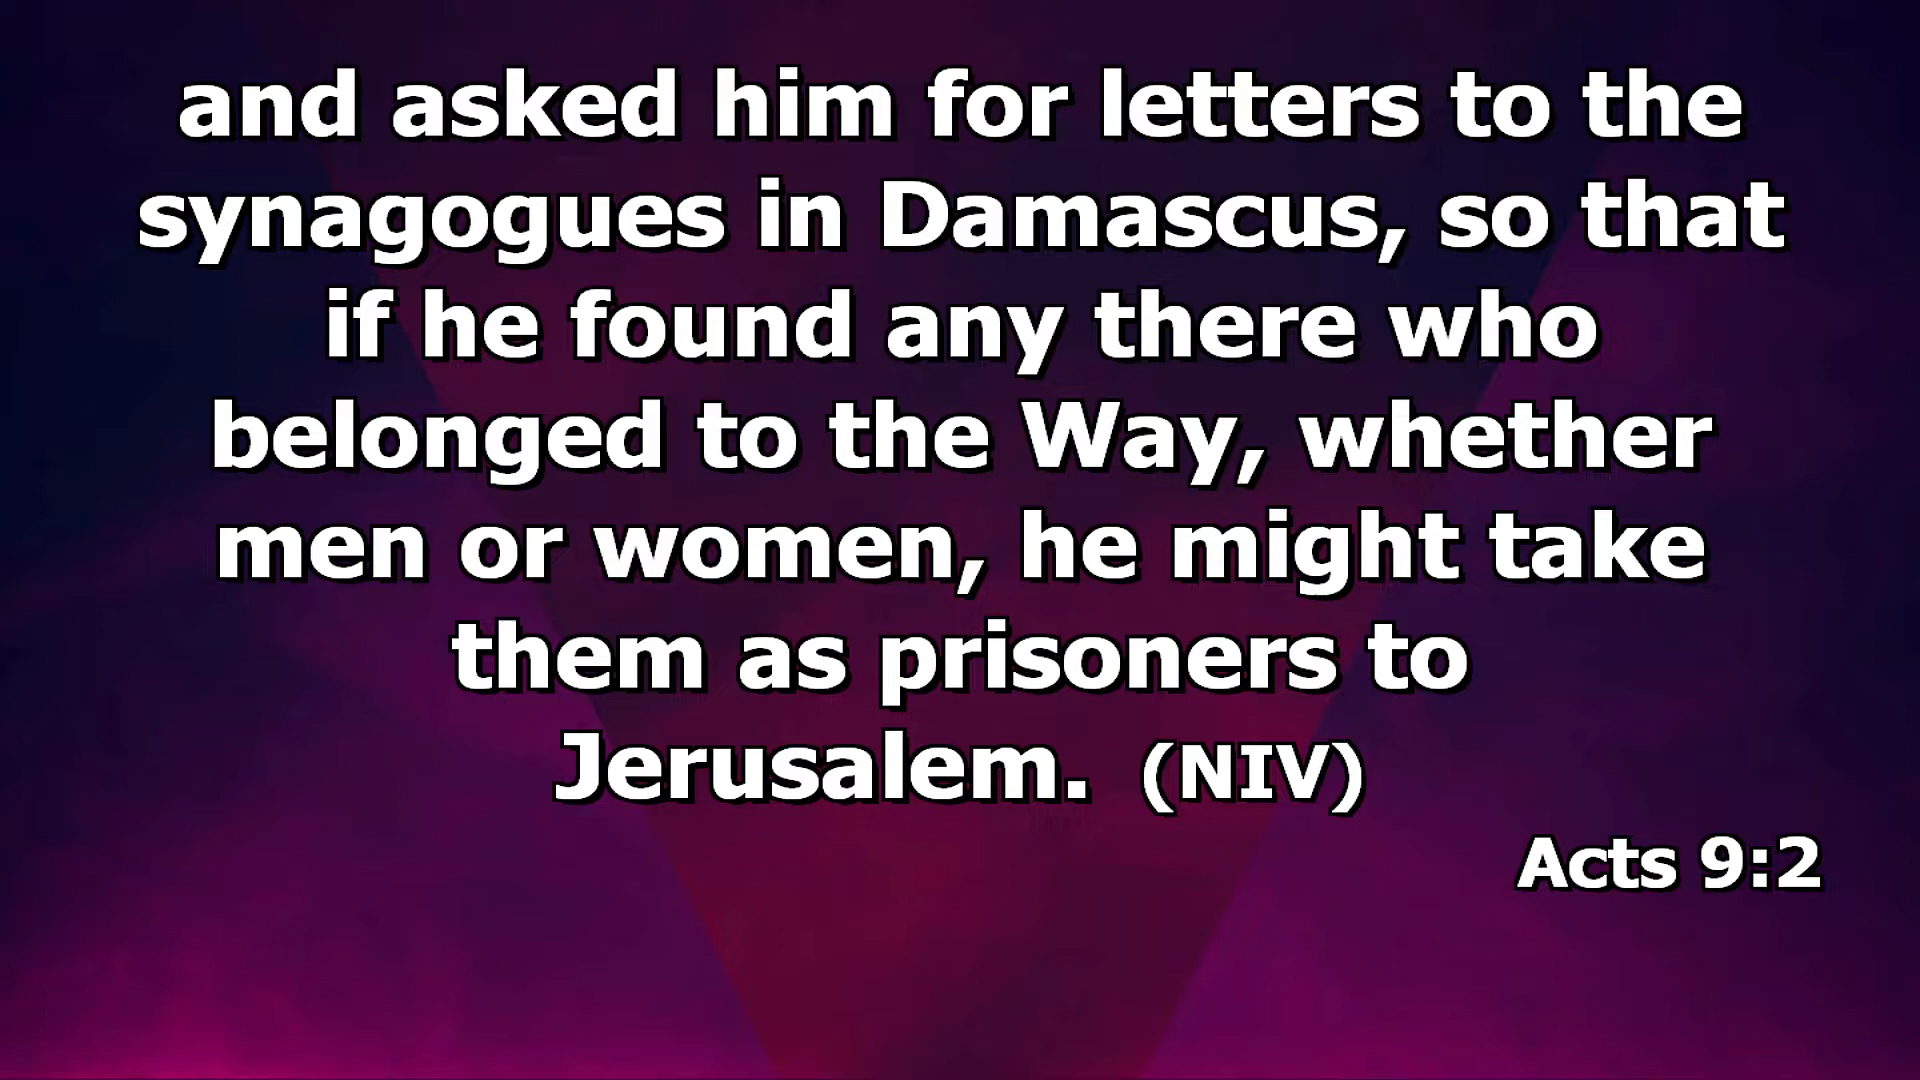 and asked him for letters to the
synagogues in Damascus, so that
if he found any there who
belonged to the Way, whether
men or women, he might take
them as prisoners to
Jerusalem. (NIV)
Acts 9:2